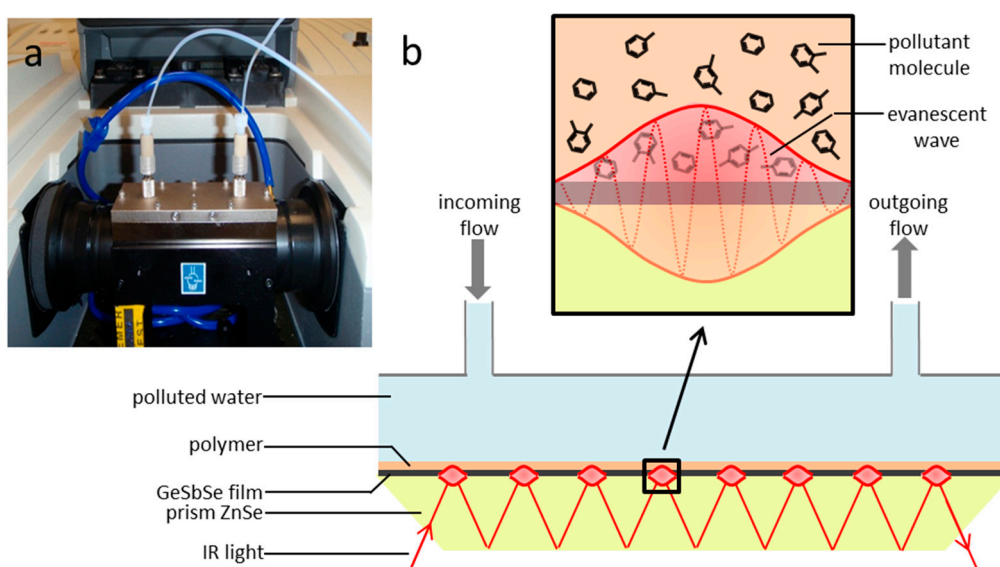 a
b
pollutant
molecule
evanescent
wave
incoming
flow
outgoing
flow
polluted water
polymer
GeSbSe film
prism ZnSe
IR light